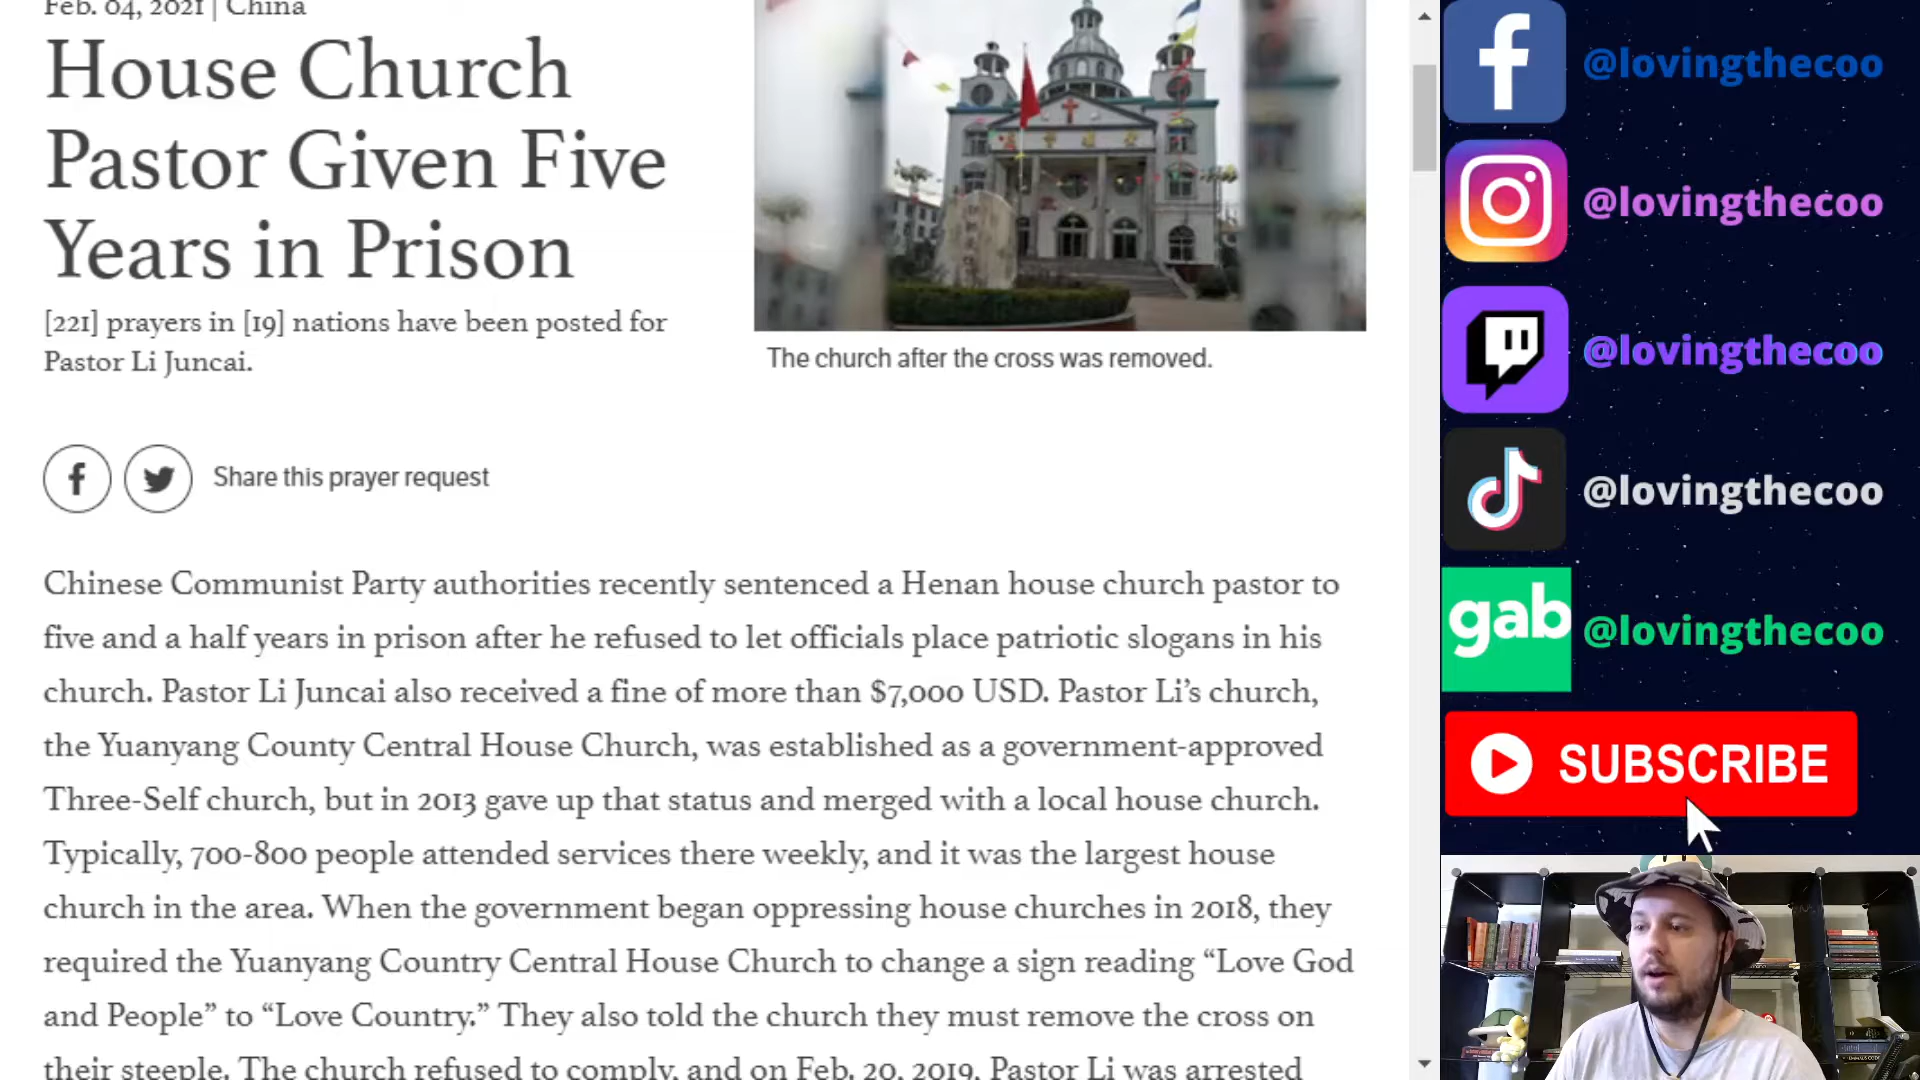 Feb. 04, 2021 | China
House Church
Pastor Given Five
Years in Prison
[221] prayers in [19] nations have been posted for
Pastor Li Juncai.
The church after the cross was removed.
Share this prayer request
Chinese Communist Party authorities recently sentenced a Henan house church pastor to
five and a half years in prison after he refused to let officials place patriotic slogans in his
church. Pastor Li Juncai also received a fine of more than $7,000 USD. Pastor Li’s church,
the Yuanyang County Central House Church, was established as a government-approved
Three-Self church, but in 2013 gave up that status and merged with a local house church.
Typically, 700-800 people attended services there weekly, and it was the largest house
church in the area. When the government began oppressing house churches in 2018, they
required the Yuanyang Country Central House Church to change a sign reading “Love God
and People” to “Love Country.” They also told the church they must remove the cross on
their steeple. The church refused to comply, and on Feb. 20, 2019, Pastor Li was arrested
@lovingthecoo
@lovingthecoo
@lovingthecoo
@lovingthecoo
gab @lovingthecoo
SUBSCRIBE